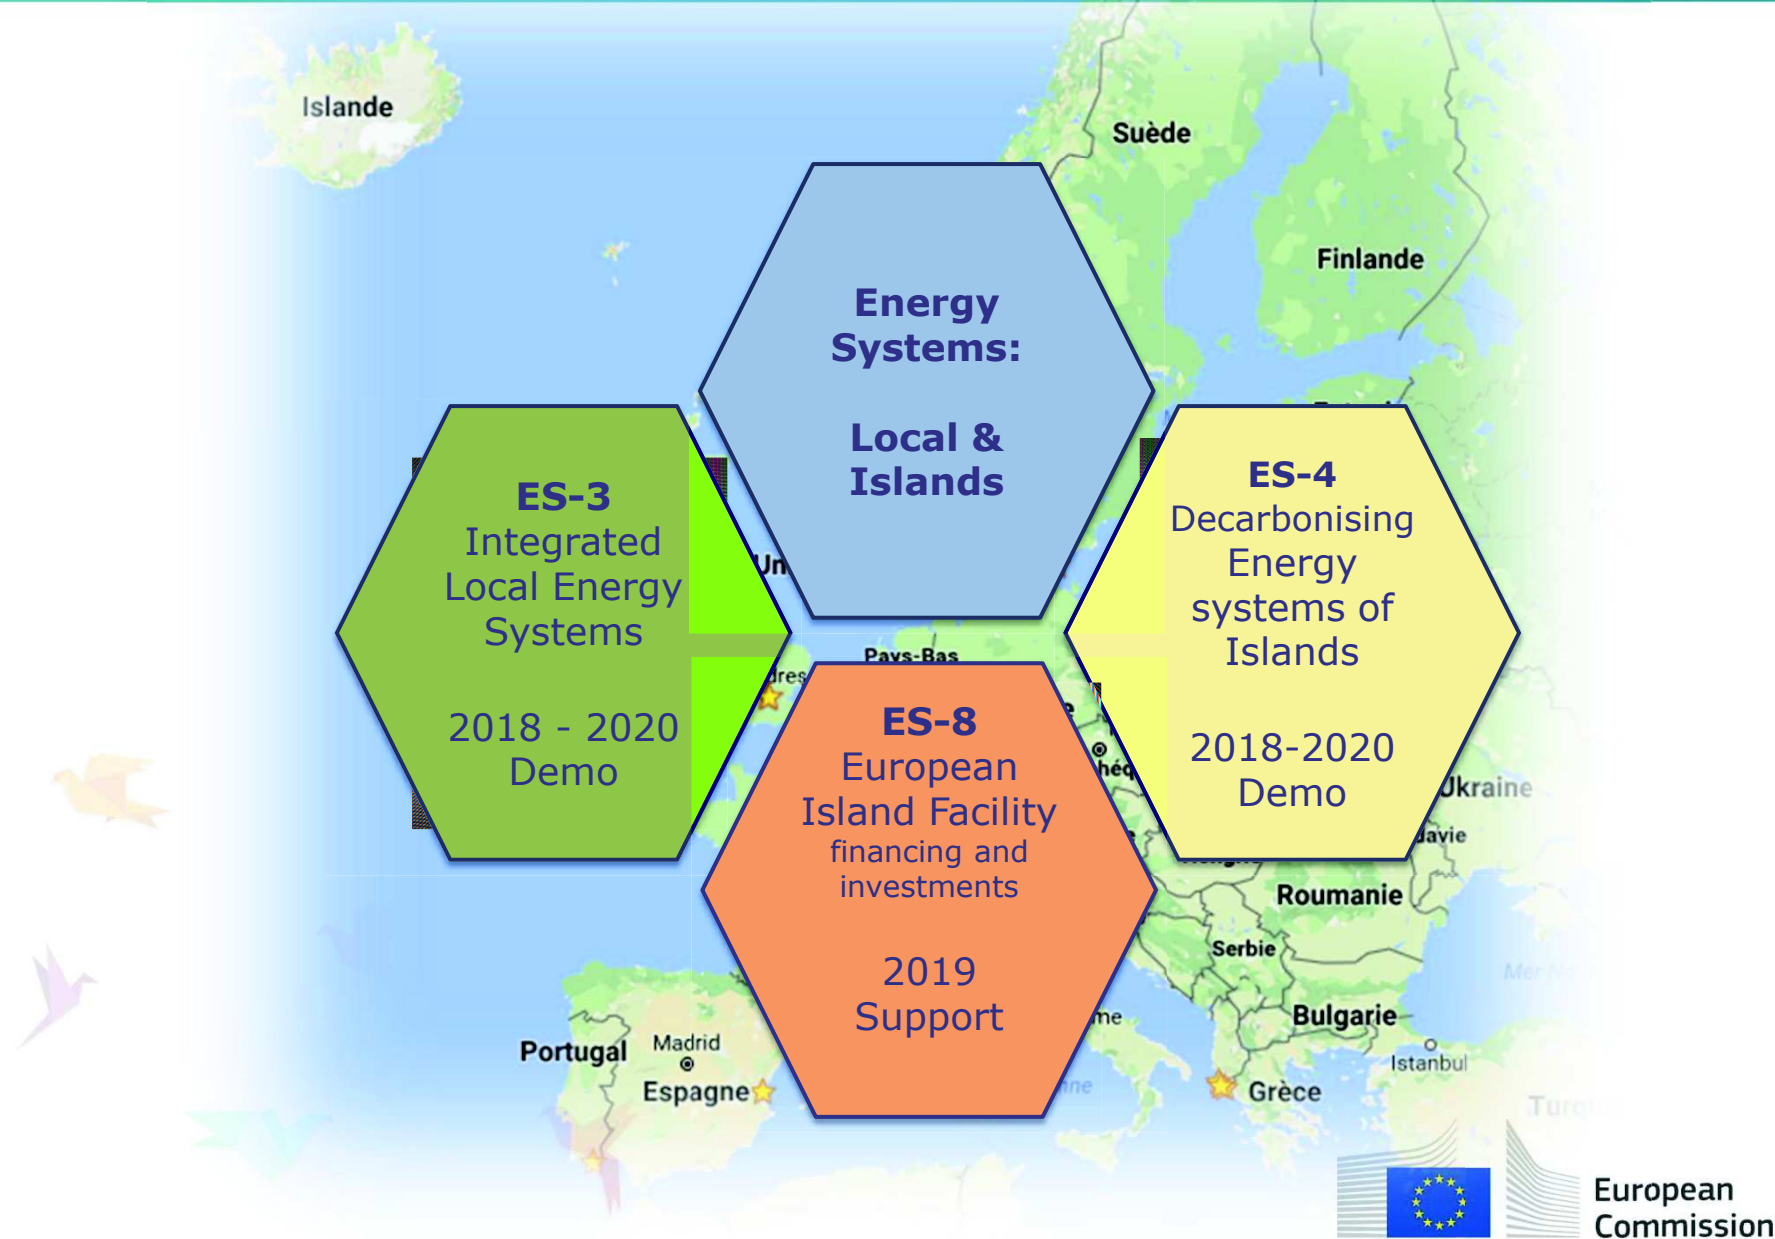 Islande
Suède
Finlande
Energy
Systems:
Local &
Islands
ES-3
Integrated
Local Energy
Systems
2018 - 2020
Demo
ES-4
Decarbonising
Energy
systems of
Islands
2018-2020
Demo
Pays-Bas
ES-8
European
Island Facility
financing and
investments
2019
Support
Ukraine
Roumanie
Serbie
Bulgarie
Istanbul
Grèce
Portugal
Madrid
Espagne
European
Commission